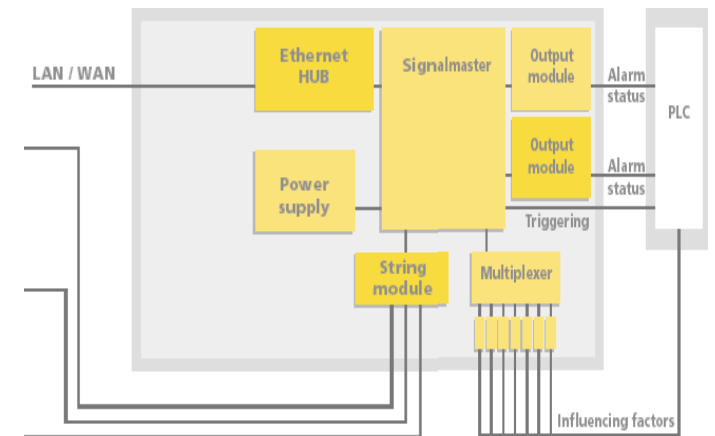 Ethernet
HUB
Signalmaster
Output
module
LAN / WAN
Alarm
status
PLC
Output
module
Alarm
status
Power
supply
Triggering
String
module
Multiplexer
Influencing factors